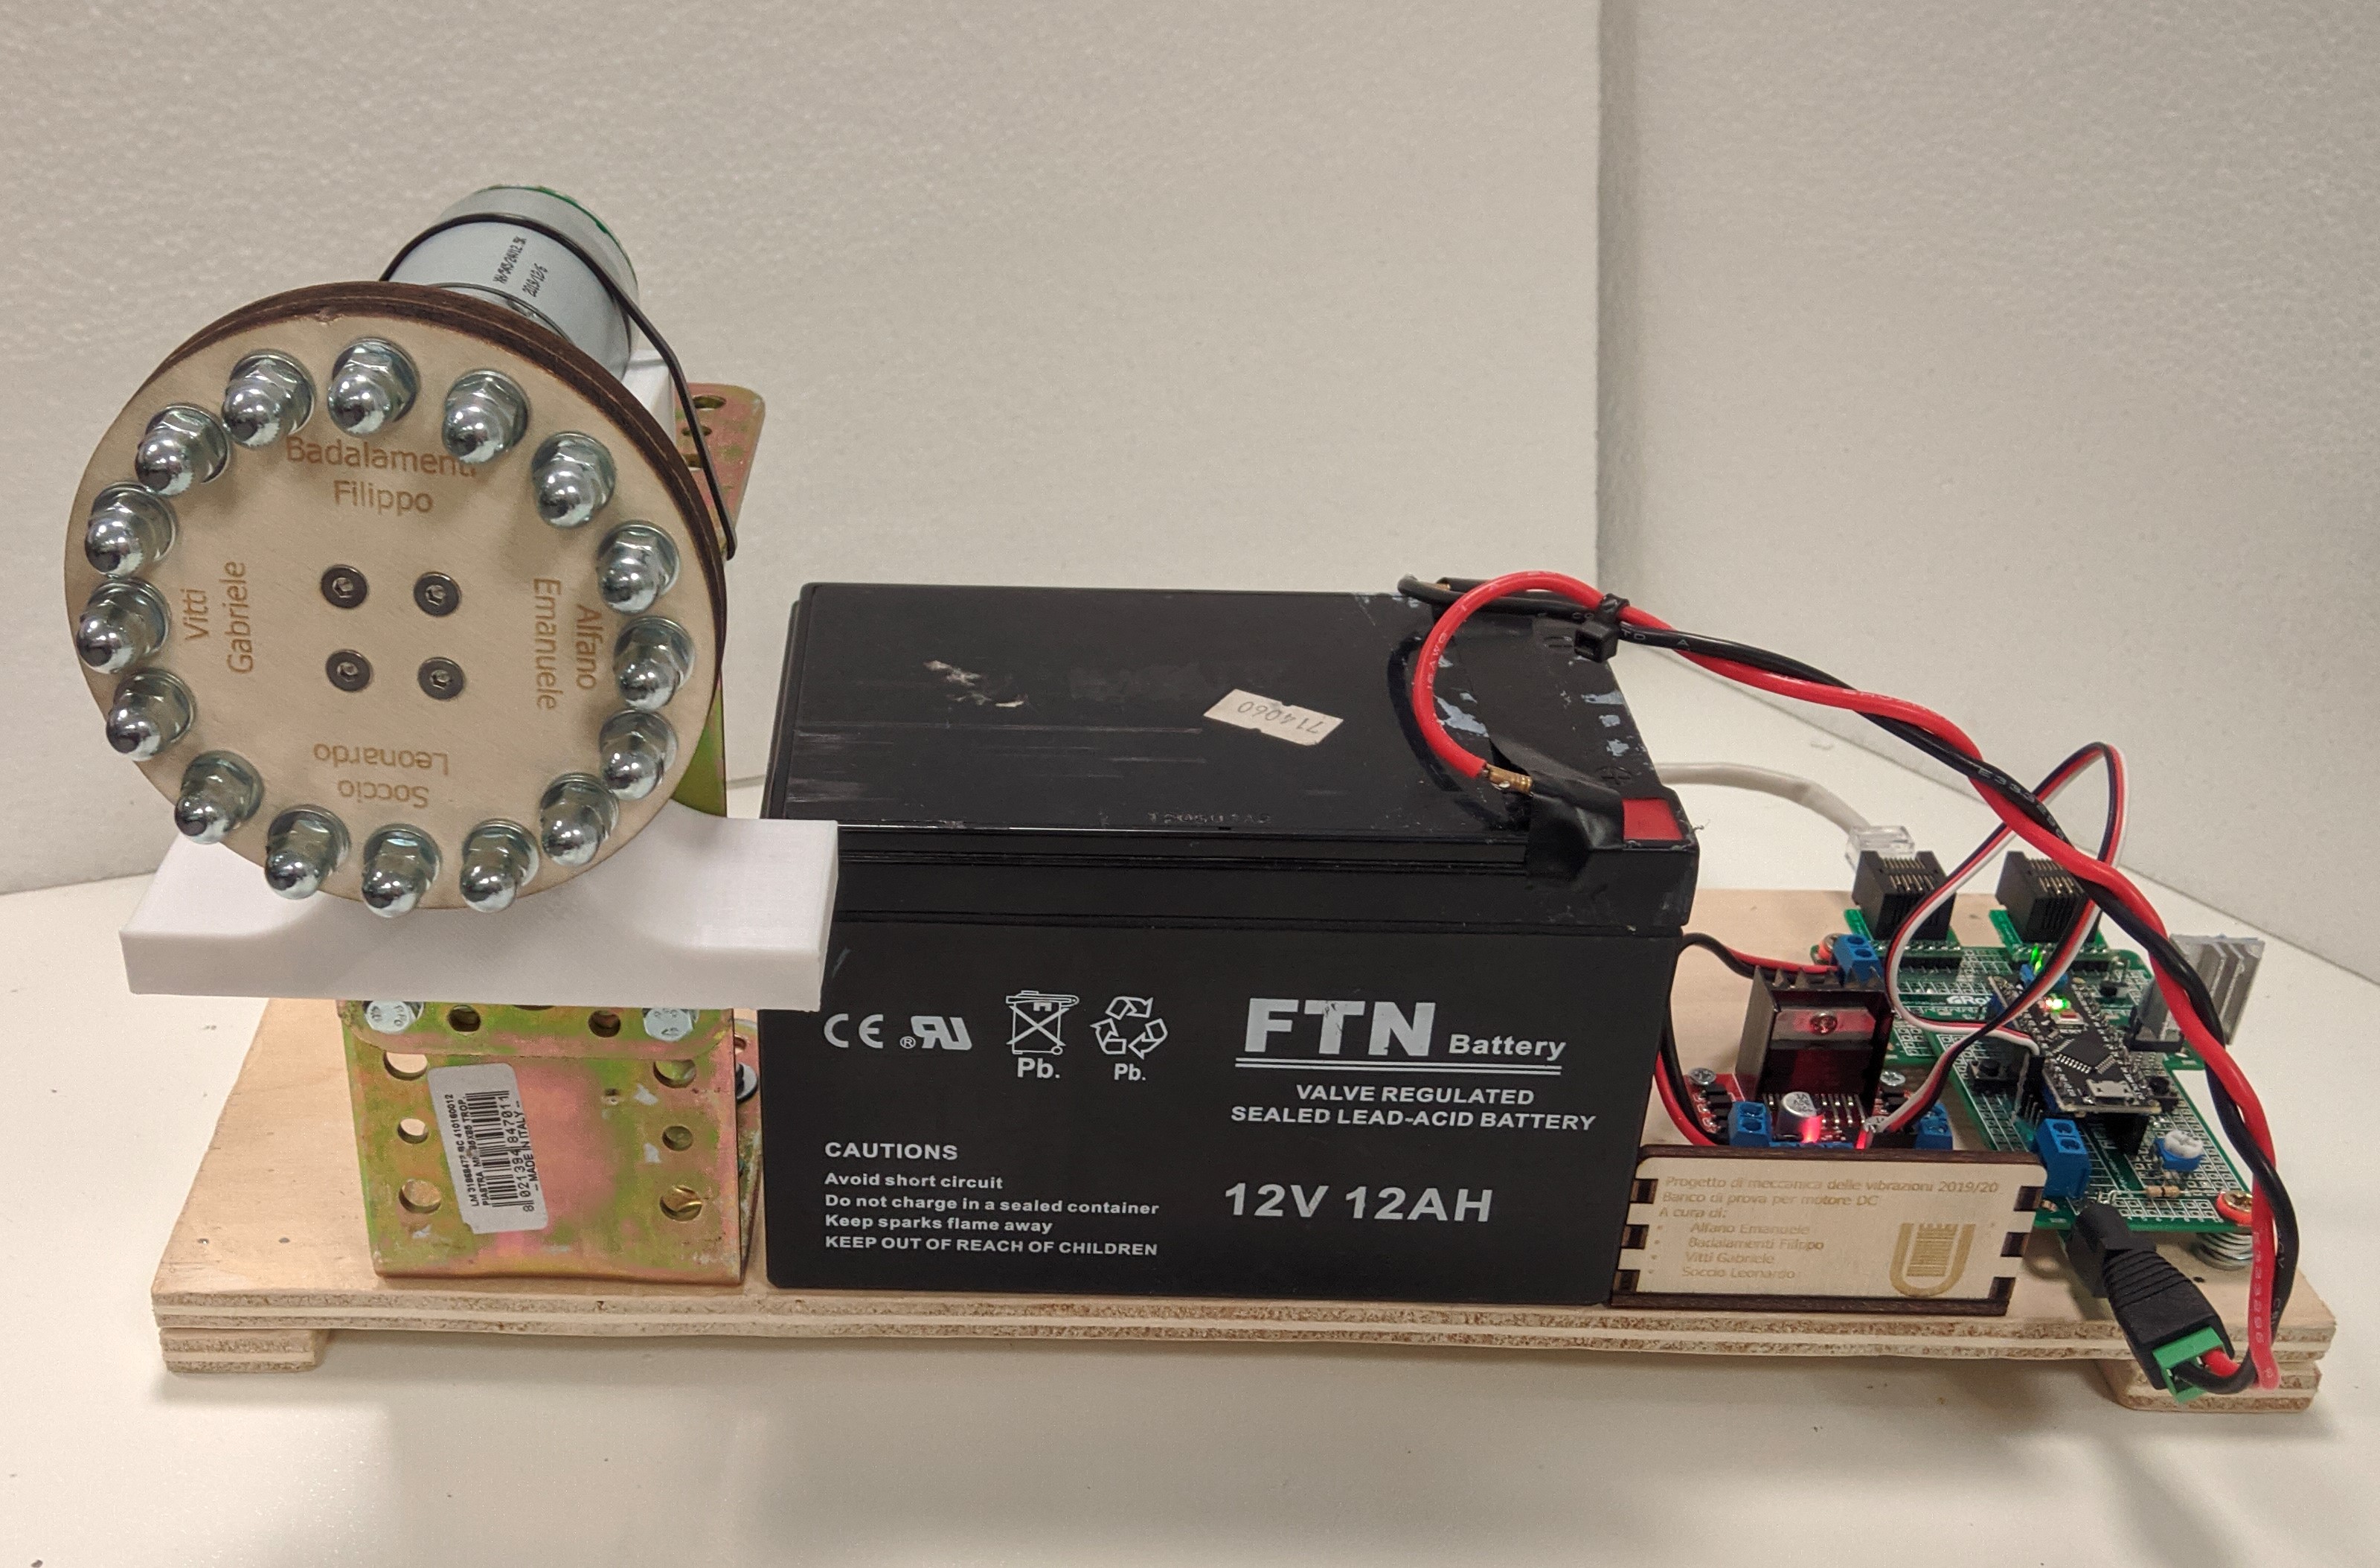 Badalamenti
Filippo
Alfano
Emanuele
Soccio
Leonardo
Vitti
Gabriele
714060
CE
Pb.
Pb.
FTN Battery
VALVE REGULATED
SEALED LEAD-ACID BATTERY
CAUTIONS
Avoid short circuit
Do not charge in a sealed container
Keep sparks flame away
KEEP OUT OF REACH OF CHILDREN
12V 12AH
8 021394 847011
- MADE IN ITALY -
Progetto di meccanica delle vibrazioni 2019/20
Banco di prova per motore DC
A cura di:
Alfano Emanuele
Badalamenti Filippo
Vitti Gabriele
Soccio Leonardo